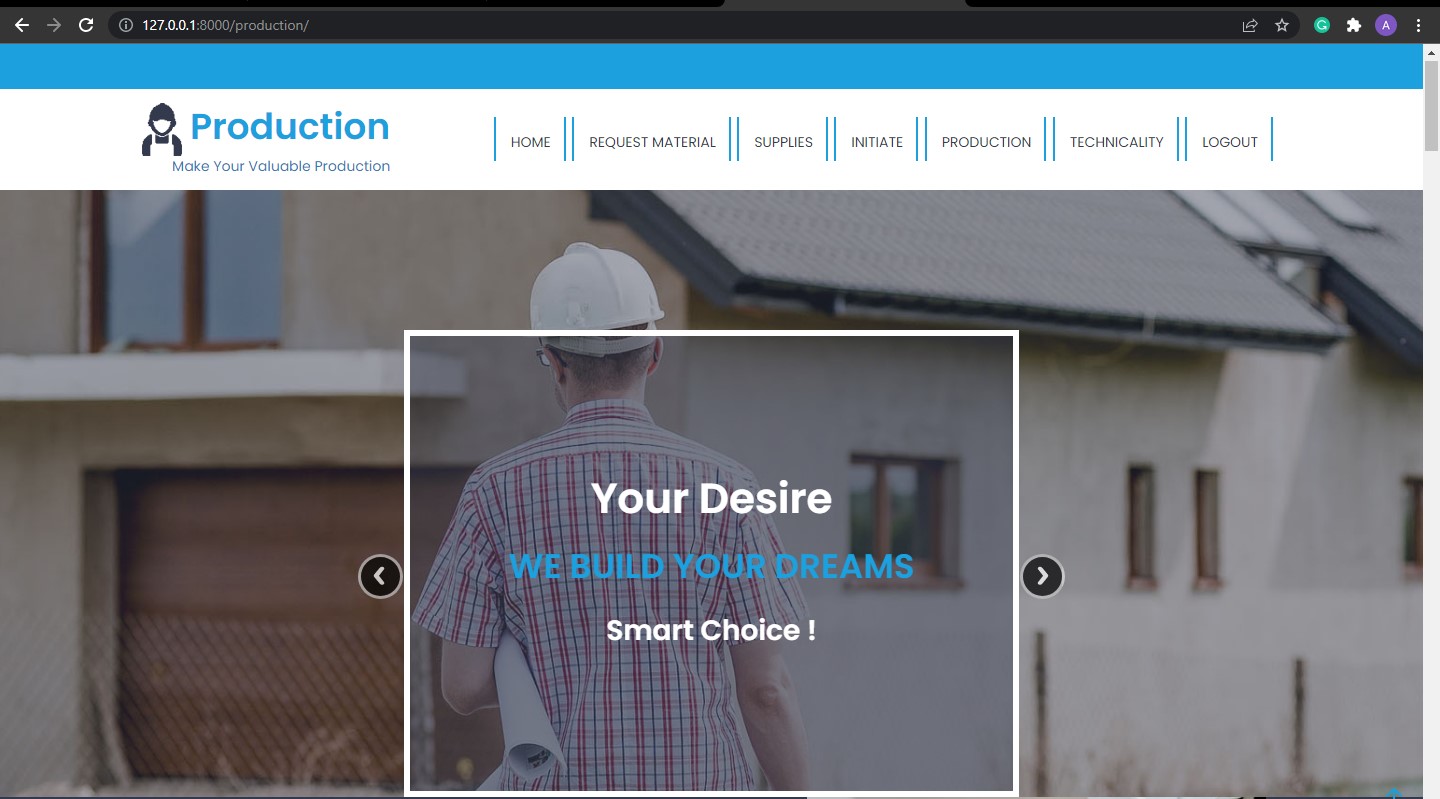 127.0.0.1:8000/production/
A
Production
Make Your Valuable Production
HOME REQUEST MATERIAL SUPPLIES INITIATE PRODUCTION TECHNICALITY LOGOUT
Your Desire
WE BUILD YOUR DREAMS
Smart Choice !